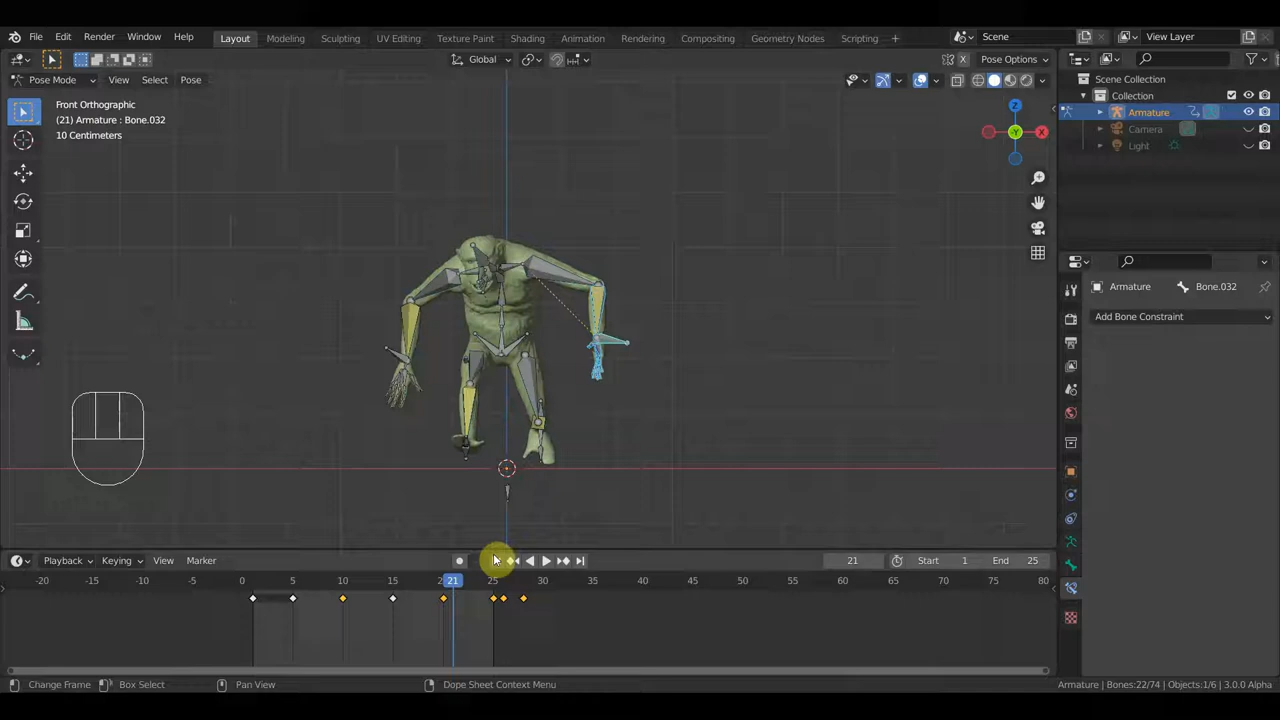 File Edit Render Window Help Layout Modeling Sculpting UV Editing Texture Paint Shading Animation Rendering Compositing Geometry Nodes Scripting + Scene View Layer
Global X Pose Options
Pose Mode View Select Pose
Scene Collection
Collection
Armature
Camera
Light
Front Orthographic
(21) Armature : Bone.032
10 Centimeters
Z
Y
X
Armature Bone.032
Add Bone Constraint
Playback Keying View Marker 21 Start 1 End 25
-20 -10 0 5 10 15 21 25 30 35 40 45 50 55 60 65 70 75 80
Change Frame Box Select Pan View Dope Sheet Context Menu Armature | Bones:22/74 | Objects:1/6 | 3.0.0 Alpha